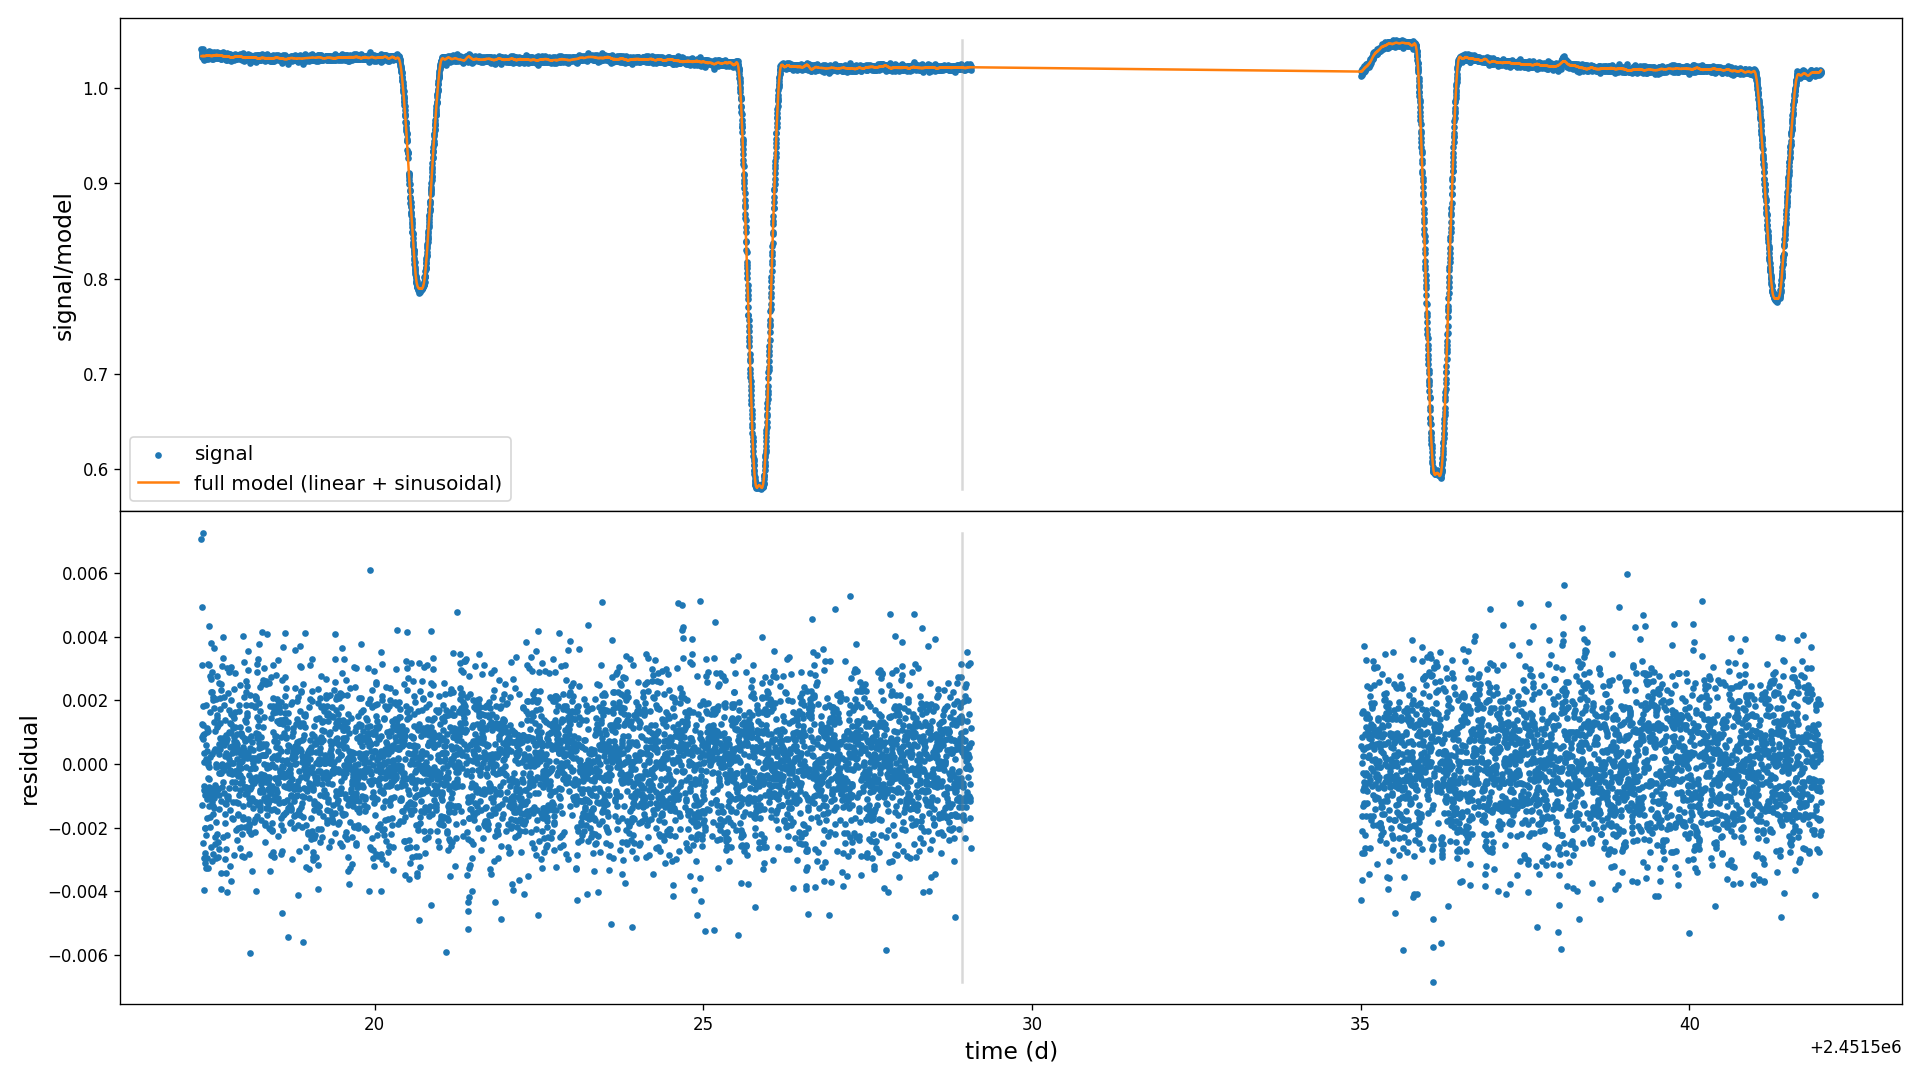 signal/model
1.0
0.9
0.8
0.7
0.6
signal
full model (linear + sinusoidal)
residual
0.006
0.004
0.002
0.000
−0.002
−0.004
−0.006
20
25
30
35
40
time (d)
+2.4515e6